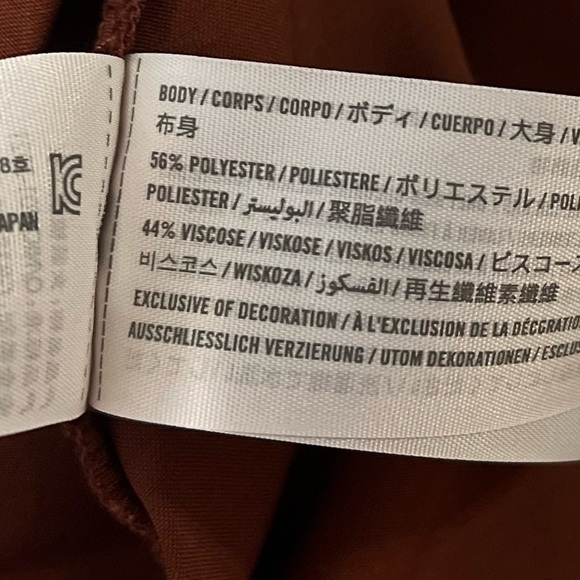 BODY / CORPS / CORPO / ボディ / CUERPO / 大身 /
布身
56% POLYESTER / POLIESTERE / ポリエステル /
POLIESTER / البوليستر / 聚脂纖維
44% VISCOSE / VISKOSE / VISKOS / VISCOSA / ビスコース
비스코스 / WISKOZA / الفسكوز / 再生纖維素纖維
EXCLUSIVE OF DECORATION / À L'EXCLUSION DE LA
AUSSCHLIESSLICH VERZIERUNG / UTOM DEKORATIONEN /
8호